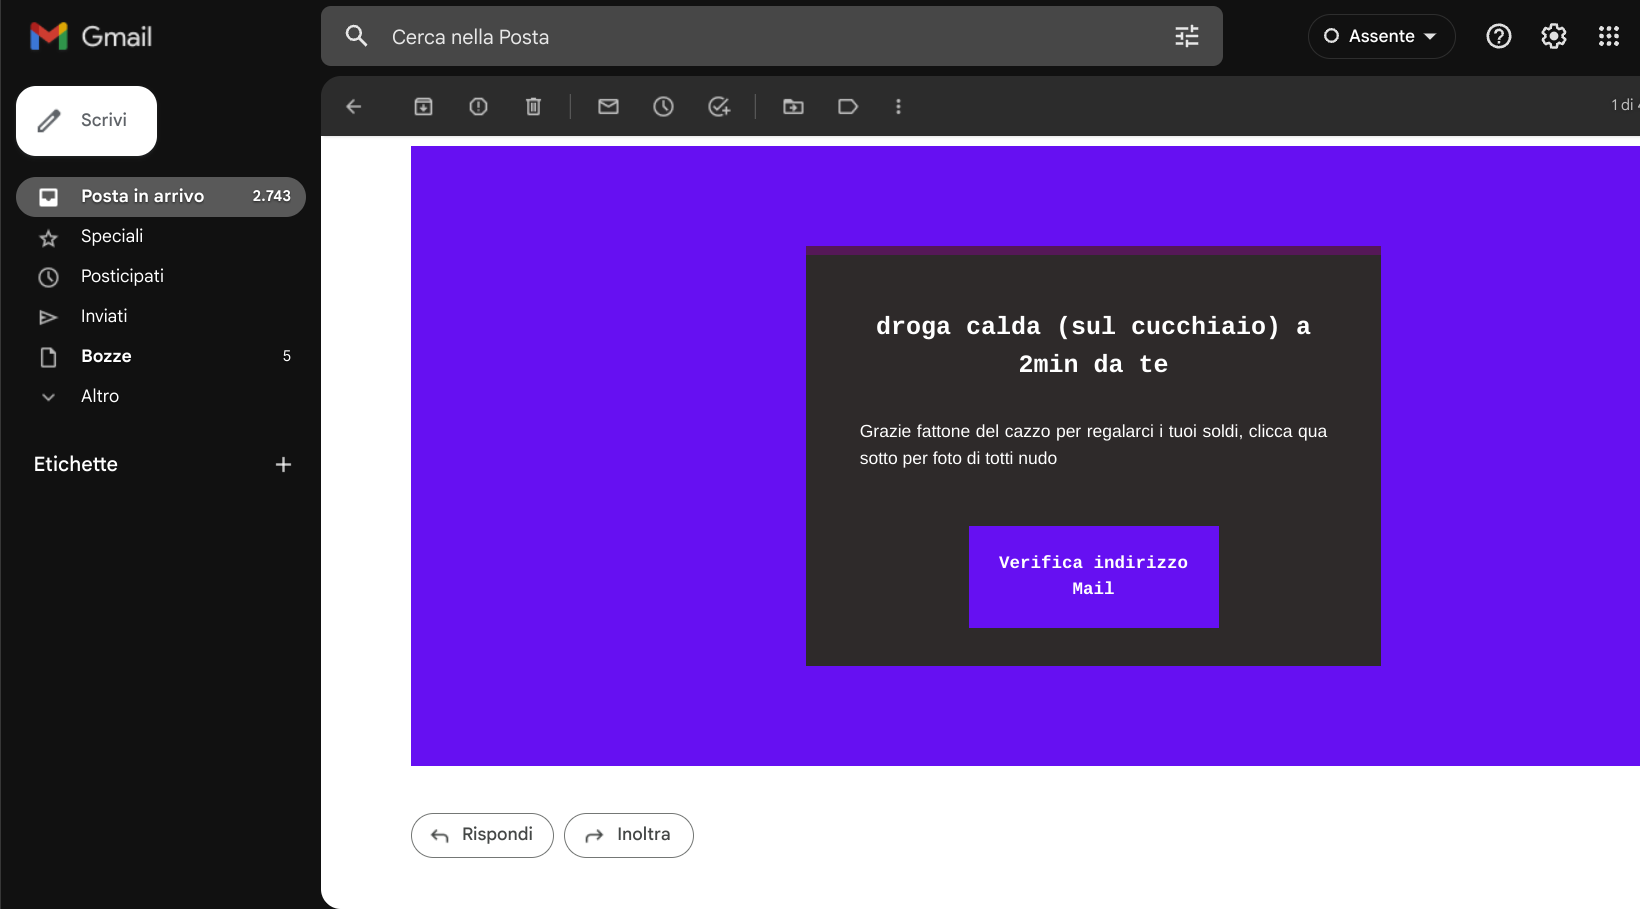 Gmail
Cerca nella Posta
Assente
Scrivi
1 di
Posta in arrivo 2.743
Speciali
Posticipati
Inviati
Bozze 5
Altro
Etichette
droga calda (sul cucchiaio) a
2min da te
Grazie fattone del cazzo per regalarci i tuoi soldi, clicca qua
sotto per foto di totti nudo
Verifica indirizzo
Mail
Rispondi
Inoltra